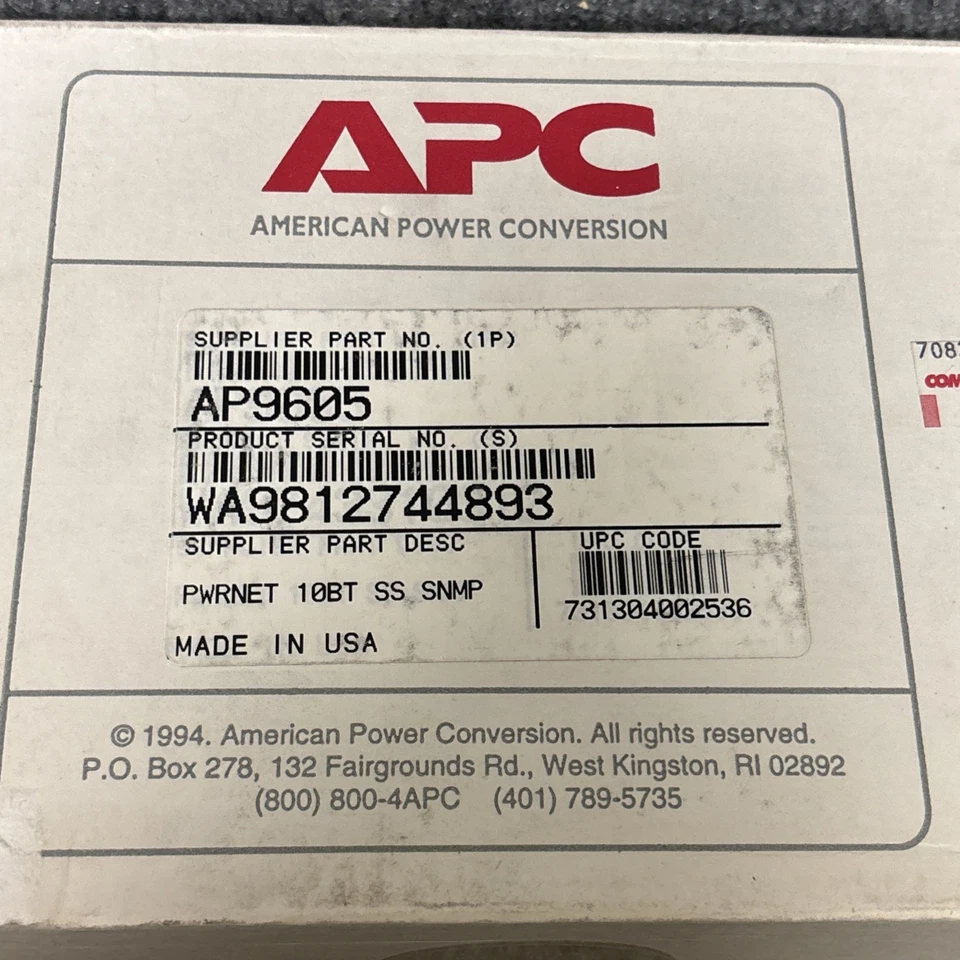 APC
AMERICAN POWER CONVERSION
SUPPLIER PART NO. (1P)
AP9605
PRODUCT SERIAL NO. (S)
WA9812744893
SUPPLIER PART DESC
UPC CODE
PWRNET 10BT SS SNMP
731304002536
MADE IN USA
© 1994. American Power Conversion. All rights reserved.
P.O. Box 278, 132 Fairgrounds Rd., West Kingston, RI 02892
(800) 800-4APC (401) 789-5735